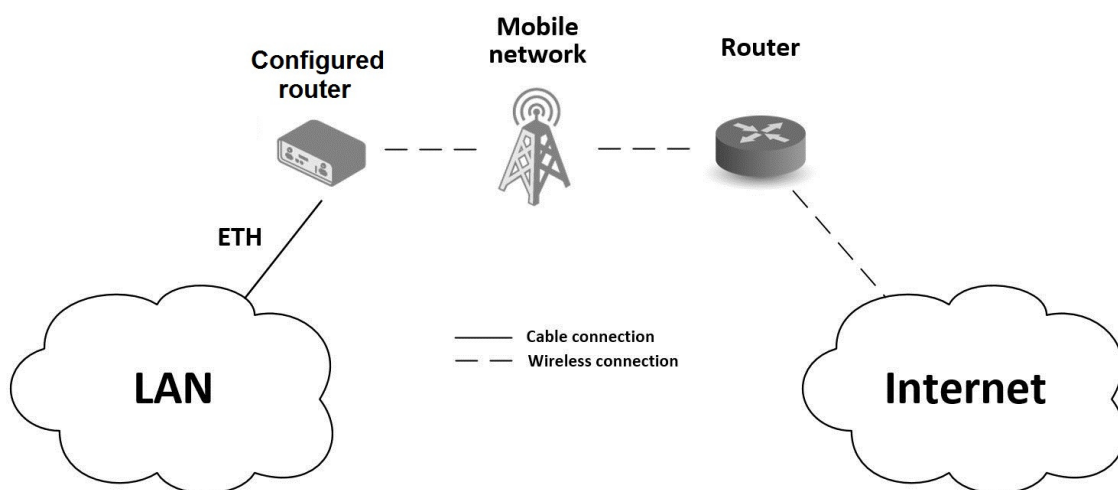 Configured
router
Mobile
network
Router
ETH
LAN
Cable connection
Wireless connection
Internet